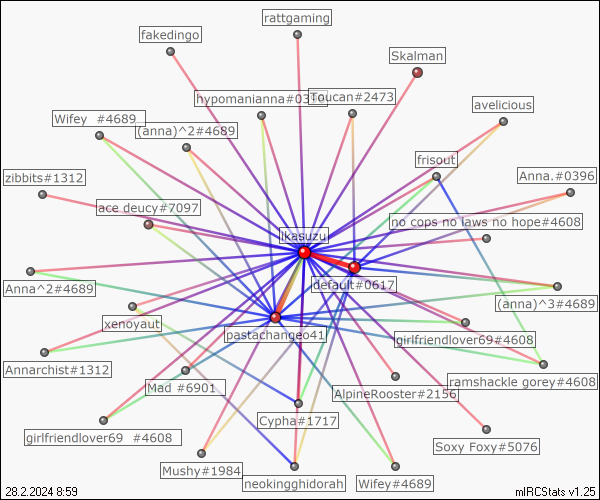 rattgaming
fakedingo
Skalman
hypomanianna#03
Toucan#2473
avelicious
Wifey #4689
(anna)^2#4689
frisout
zibbits#1312
Anna.#0396
ace deucy#7097
no cops no laws no hope#4608
ikasuzu
Anna^2#4689
default#0617
(anna)^3#4689
xenoyaut
pastachangeo41
girlfriendlover69#4608
Annarchist#1312
Mad #6901
ramshackle gorey#4608
AlpineRooster#2156
Cypha#1717
girlfriendlover69 #4608
Soxy Foxy#5076
Mushy#1984
neokingghidorah
Wifey#4689
28.2.2024 8:59
mIRCStats v1.25